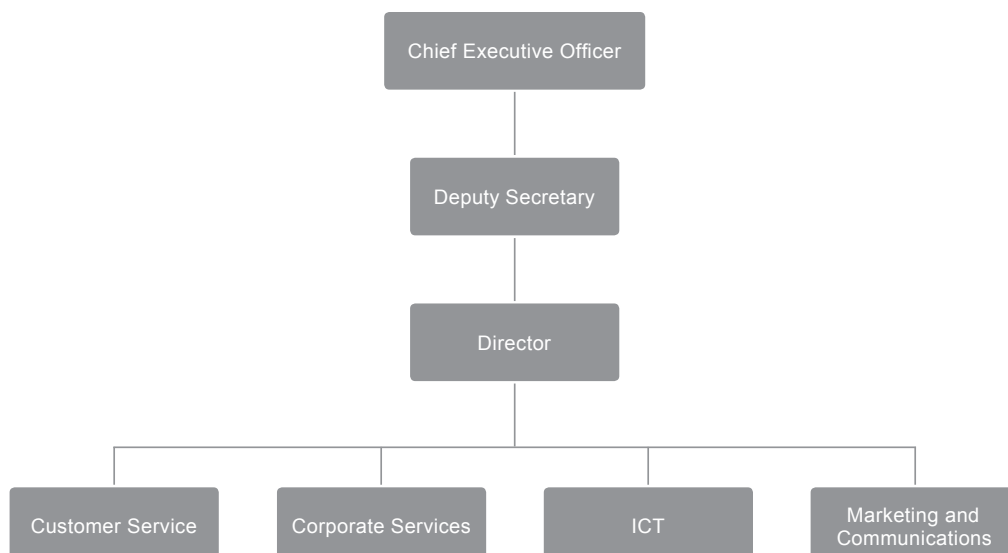 Chief Executive Officer
Deputy Secretary
Director
Customer Service
Corporate Services
ICT
Marketing and
Communications